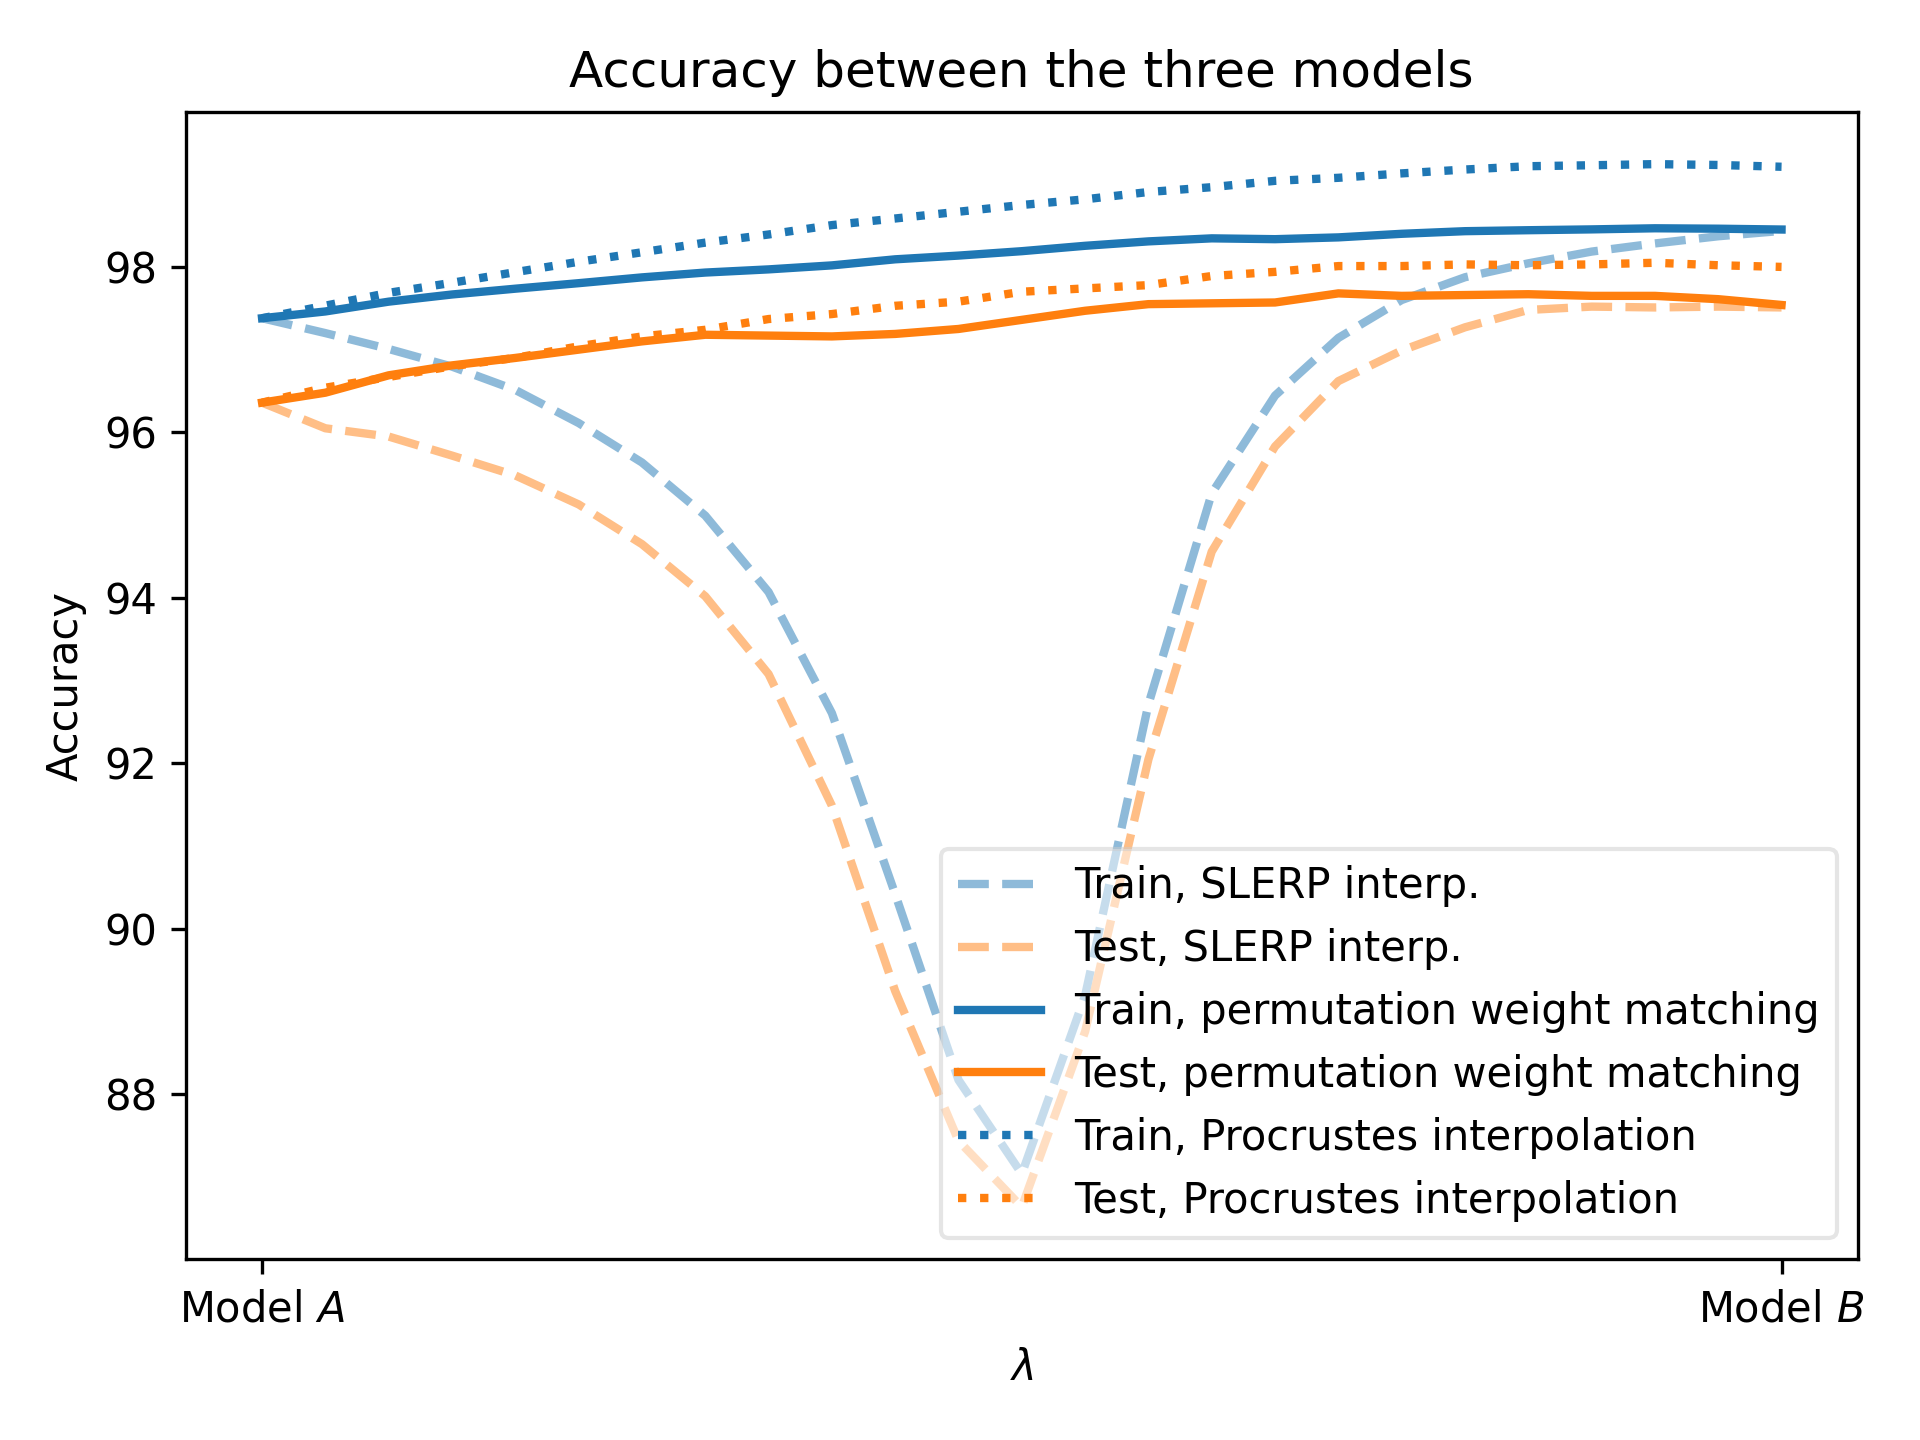 Accuracy between the three models
Accuracy
98
96
94
92
90
88
Train, SLERP interp.
Test, SLERP interp.
Train, permutation weight matching
Test, permutation weight matching
Train, Procrustes interpolation
Test, Procrustes interpolation
Model A
Model B
λ